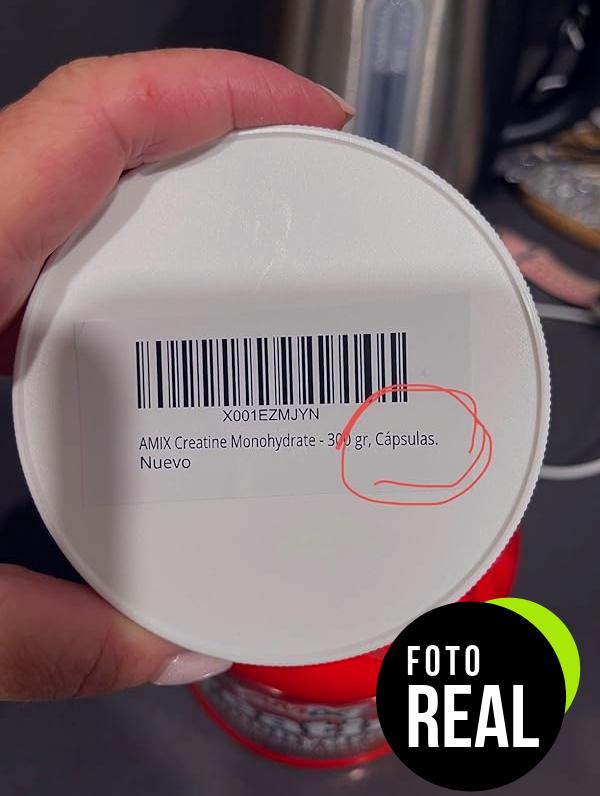 X001EZMJYN
AMIX Creatine Monohydrate - 300 gr, Cápsulas.
Nuevo
FOTO
REAL